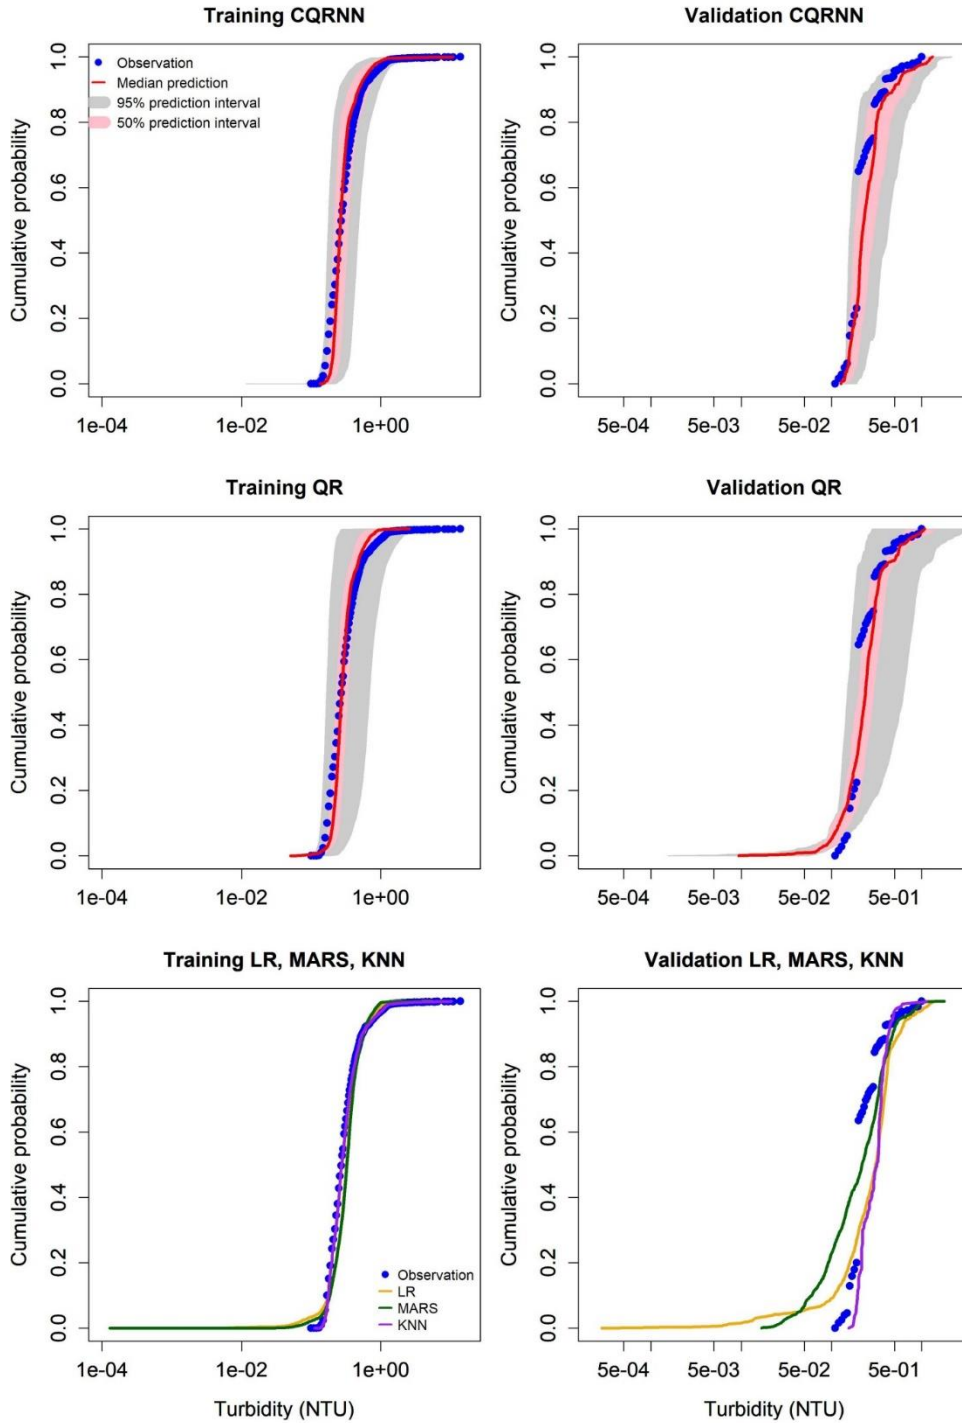 Training CQRNN
Cumulative probability
0.0 0.2 0.4 0.6 0.8 1.0
Observation
Median prediction
95% prediction interval
50% prediction interval
1e-04 1e-02 1e+00
Validation CQRNN
Cumulative probability
0.0 0.2 0.4 0.6 0.8 1.0
5e-04 5e-03 5e-02 5e-01
Training QR
Cumulative probability
0.0 0.2 0.4 0.6 0.8 1.0
1e-04 1e-02 1e+00
Validation QR
Cumulative probability
0.0 0.2 0.4 0.6 0.8 1.0
5e-04 5e-03 5e-02 5e-01
Training LR, MARS, KNN
Cumulative probability
0.0 0.2 0.4 0.6 0.8 1.0
Observation
LR
MARS
KNN
1e-04 1e-02 1e+00
Turbidity (NTU)
Validation LR, MARS, KNN
Cumulative probability
0.0 0.2 0.4 0.6 0.8 1.0
5e-04 5e-03 5e-02 5e-01
Turbidity (NTU)